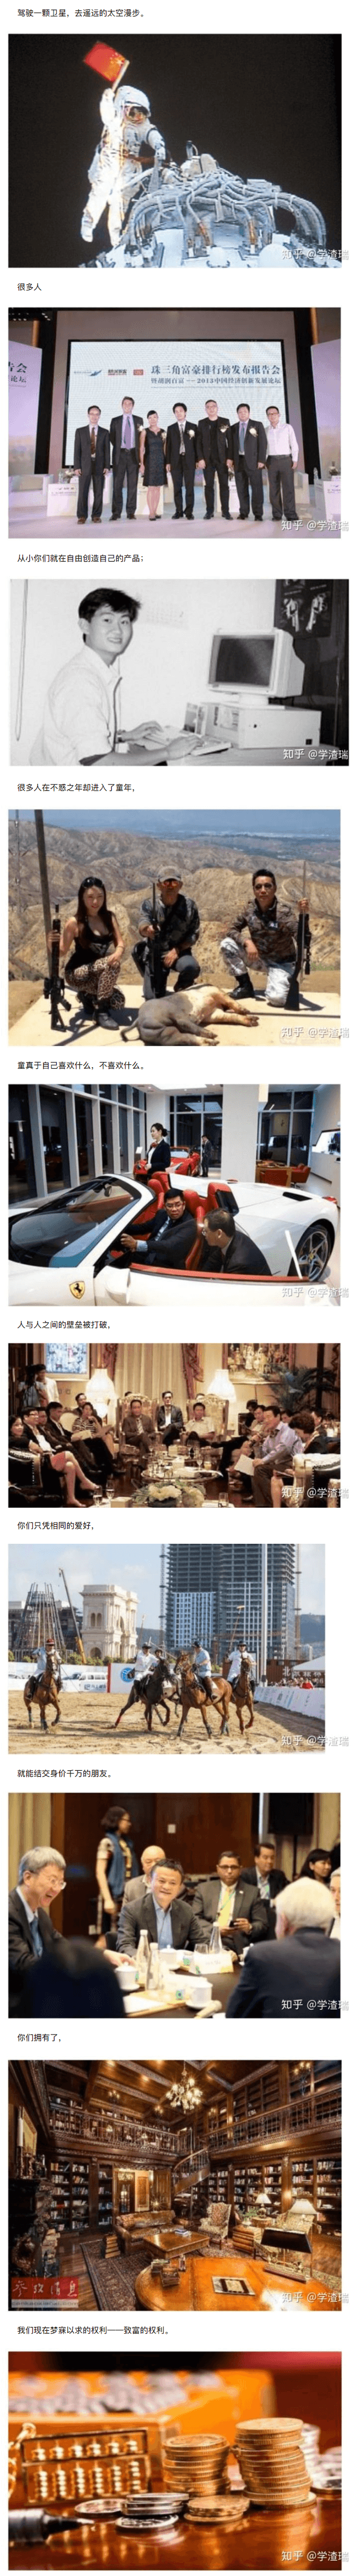 驾驶一颗卫星，去遥远的太空漫步。
知乎 @学渣瑞
很多人
珠三角富豪排行榜发布报告会
暨胡润百富——2013中国经济创新发展论坛
知乎 @学渣瑞
从小你们就在自由创造自己的产品；
知乎 @学渣瑞
很多人在不惑之年却进入了童年，
知乎 @学渣瑞
童真于自己喜欢什么，不喜欢什么。
知乎 @学渣瑞
人与人之间的壁垒被打破，
知乎 @学渣瑞
你们只凭相同的爱好，
知乎 @学渣瑞
就能结交身价千万的朋友。
知乎 @学渣瑞
你们拥有了，
参考消息
知乎 @学渣瑞
我们现在梦寐以求的权利——致富的权利。
知乎 @学渣瑞